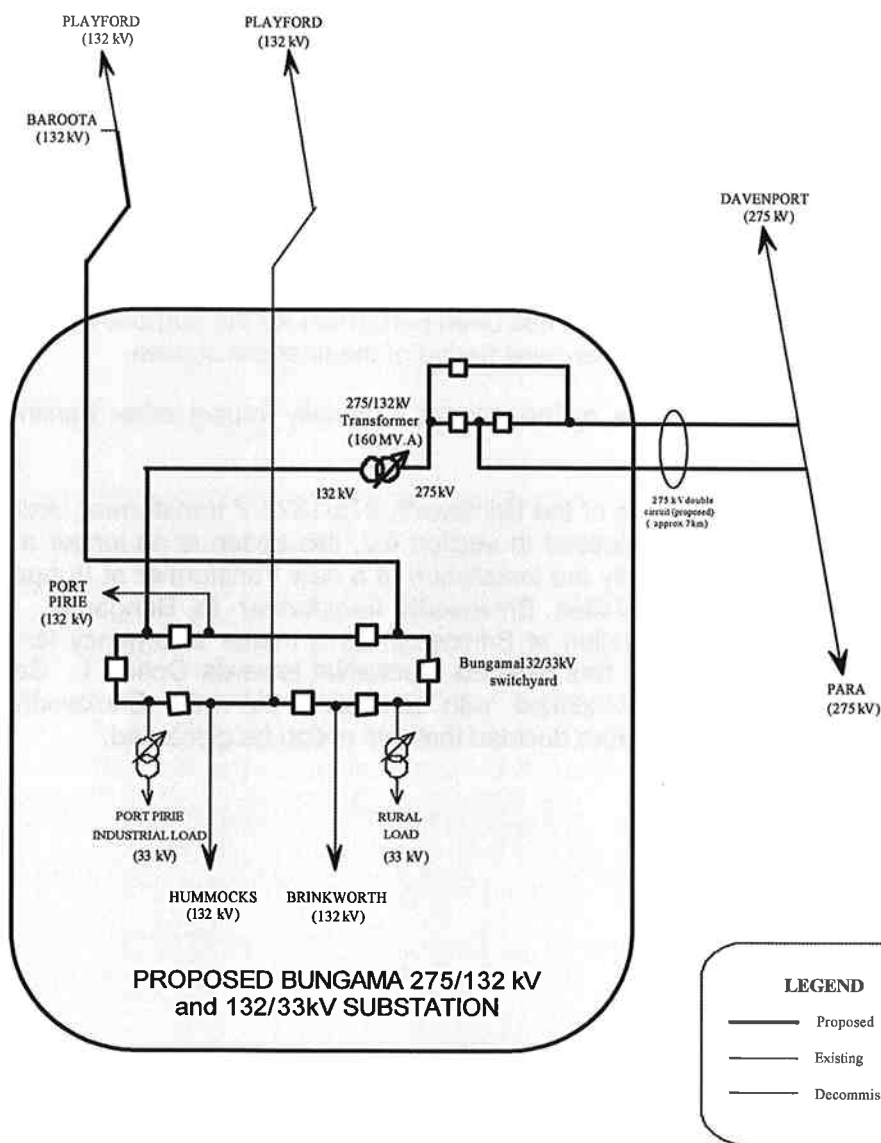 PLAYFORD
(132 kV)
PLAYFORD
(132 kV)
BAROOTA
(132 kV)
DAVENPORT
(275 kV)
275/132kV
Transformer
(160 MV.A)
132 kV
275 kV
275 kV double
circuit (proposed)
( approx 7km)
PORT
PIRIE
(132 kV)
Bungama132/33kV
switchyard
PARA
(275 kV)
PORT PIRIE
INDUSTRIAL LOAD
(33 kV)
RURAL
LOAD
(33 kV)
HUMMOCKS
(132 kV)
BRINKWORTH
(132 kV)
PROPOSED BUNGAMA 275/132 kV
and 132/33kV SUBSTATION
LEGEND
Proposed
Existing
Decommis